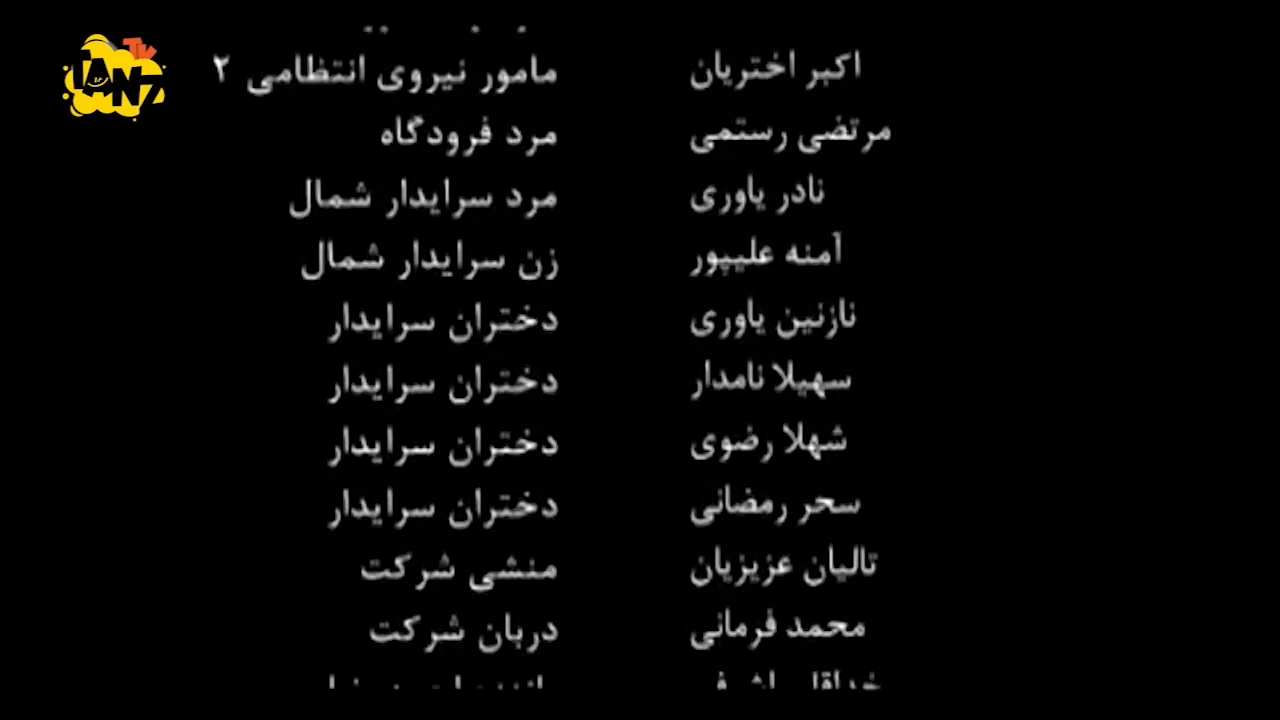 TV
TANZ
اکبر اختریان مامور نیروی انتظامی ۲
مرتضی رستمی مرد فرودگاه
نادر یاوری مرد سرایدار شمال
آمنه علیپور زن سرایدار شمال
نازنین یاوری دختران سرایدار
سهیلا نامدار دختران سرایدار
شهلا رضوی دختران سرایدار
سحر رمضانی دختران سرایدار
تالیان عزیزیان منشی شرکت
محمد فرمانی دربان شرکت